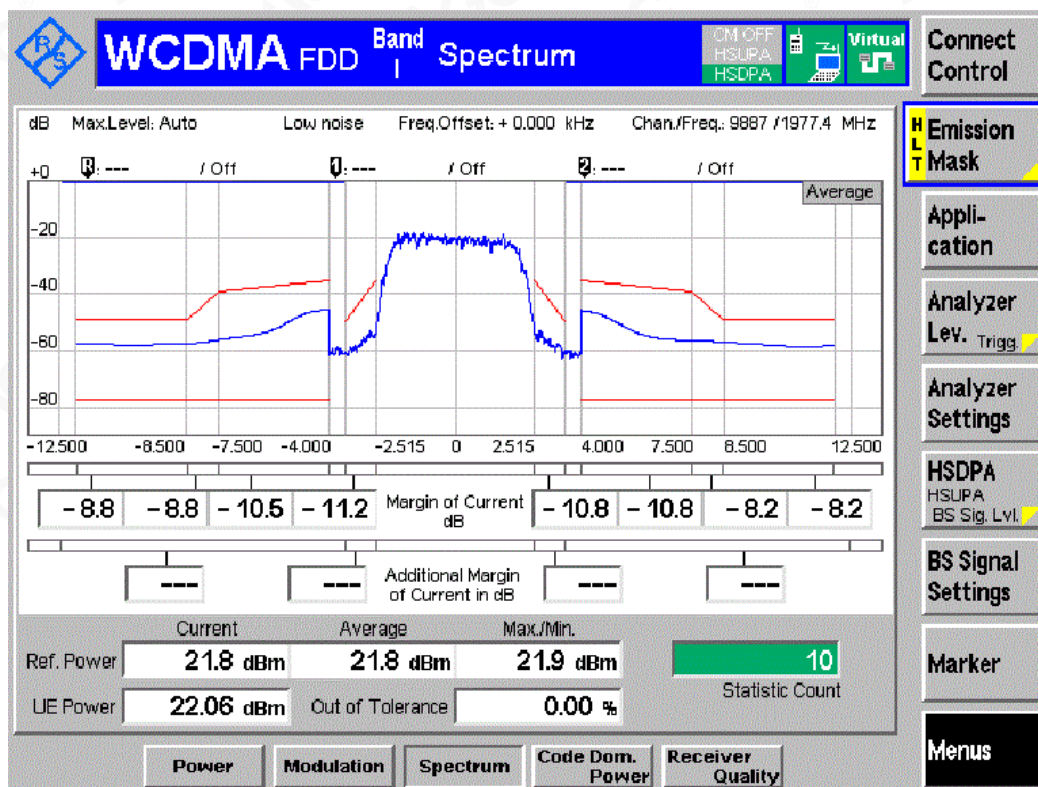 R S
WCDMA FDD Band I Spectrum
CM OFF
HSUPA
HSDPA
Virtual
Connect Control
dB Max.Level: Auto Low noise Freq.Offset: + 0.000 kHz Chan./Freq.: 9887 / 1977.4 MHz
HLT
Emission Mask
+0 R: --- / Off 1: --- / Off 2: --- / Off
Average
Appli-
cation
-20
-40
Analyzer
Lev. Trigg.
-60
-80
Analyzer
Settings
-12.500 -8.500 -7.500 -4.000 -2.515 0 2.515 4.000 7.500 8.500 12.500
HSDPA
HSUPA
BS Sig. Lvl.
- 8.8 - 8.8 - 10.5 - 11.2 Margin of Current dB - 10.8 - 10.8 - 8.2 - 8.2
BS Signal
Settings
--- --- Additional Margin of Current in dB --- ---
Current Average Max./Min.
Ref. Power 21.8 dBm 21.8 dBm 21.9 dBm 10
Statistic Count
Marker
UE Power 22.06 dBm Out of Tolerance 0.00 %
Menus
Power Modulation Spectrum Code Dom. Power Receiver Quality